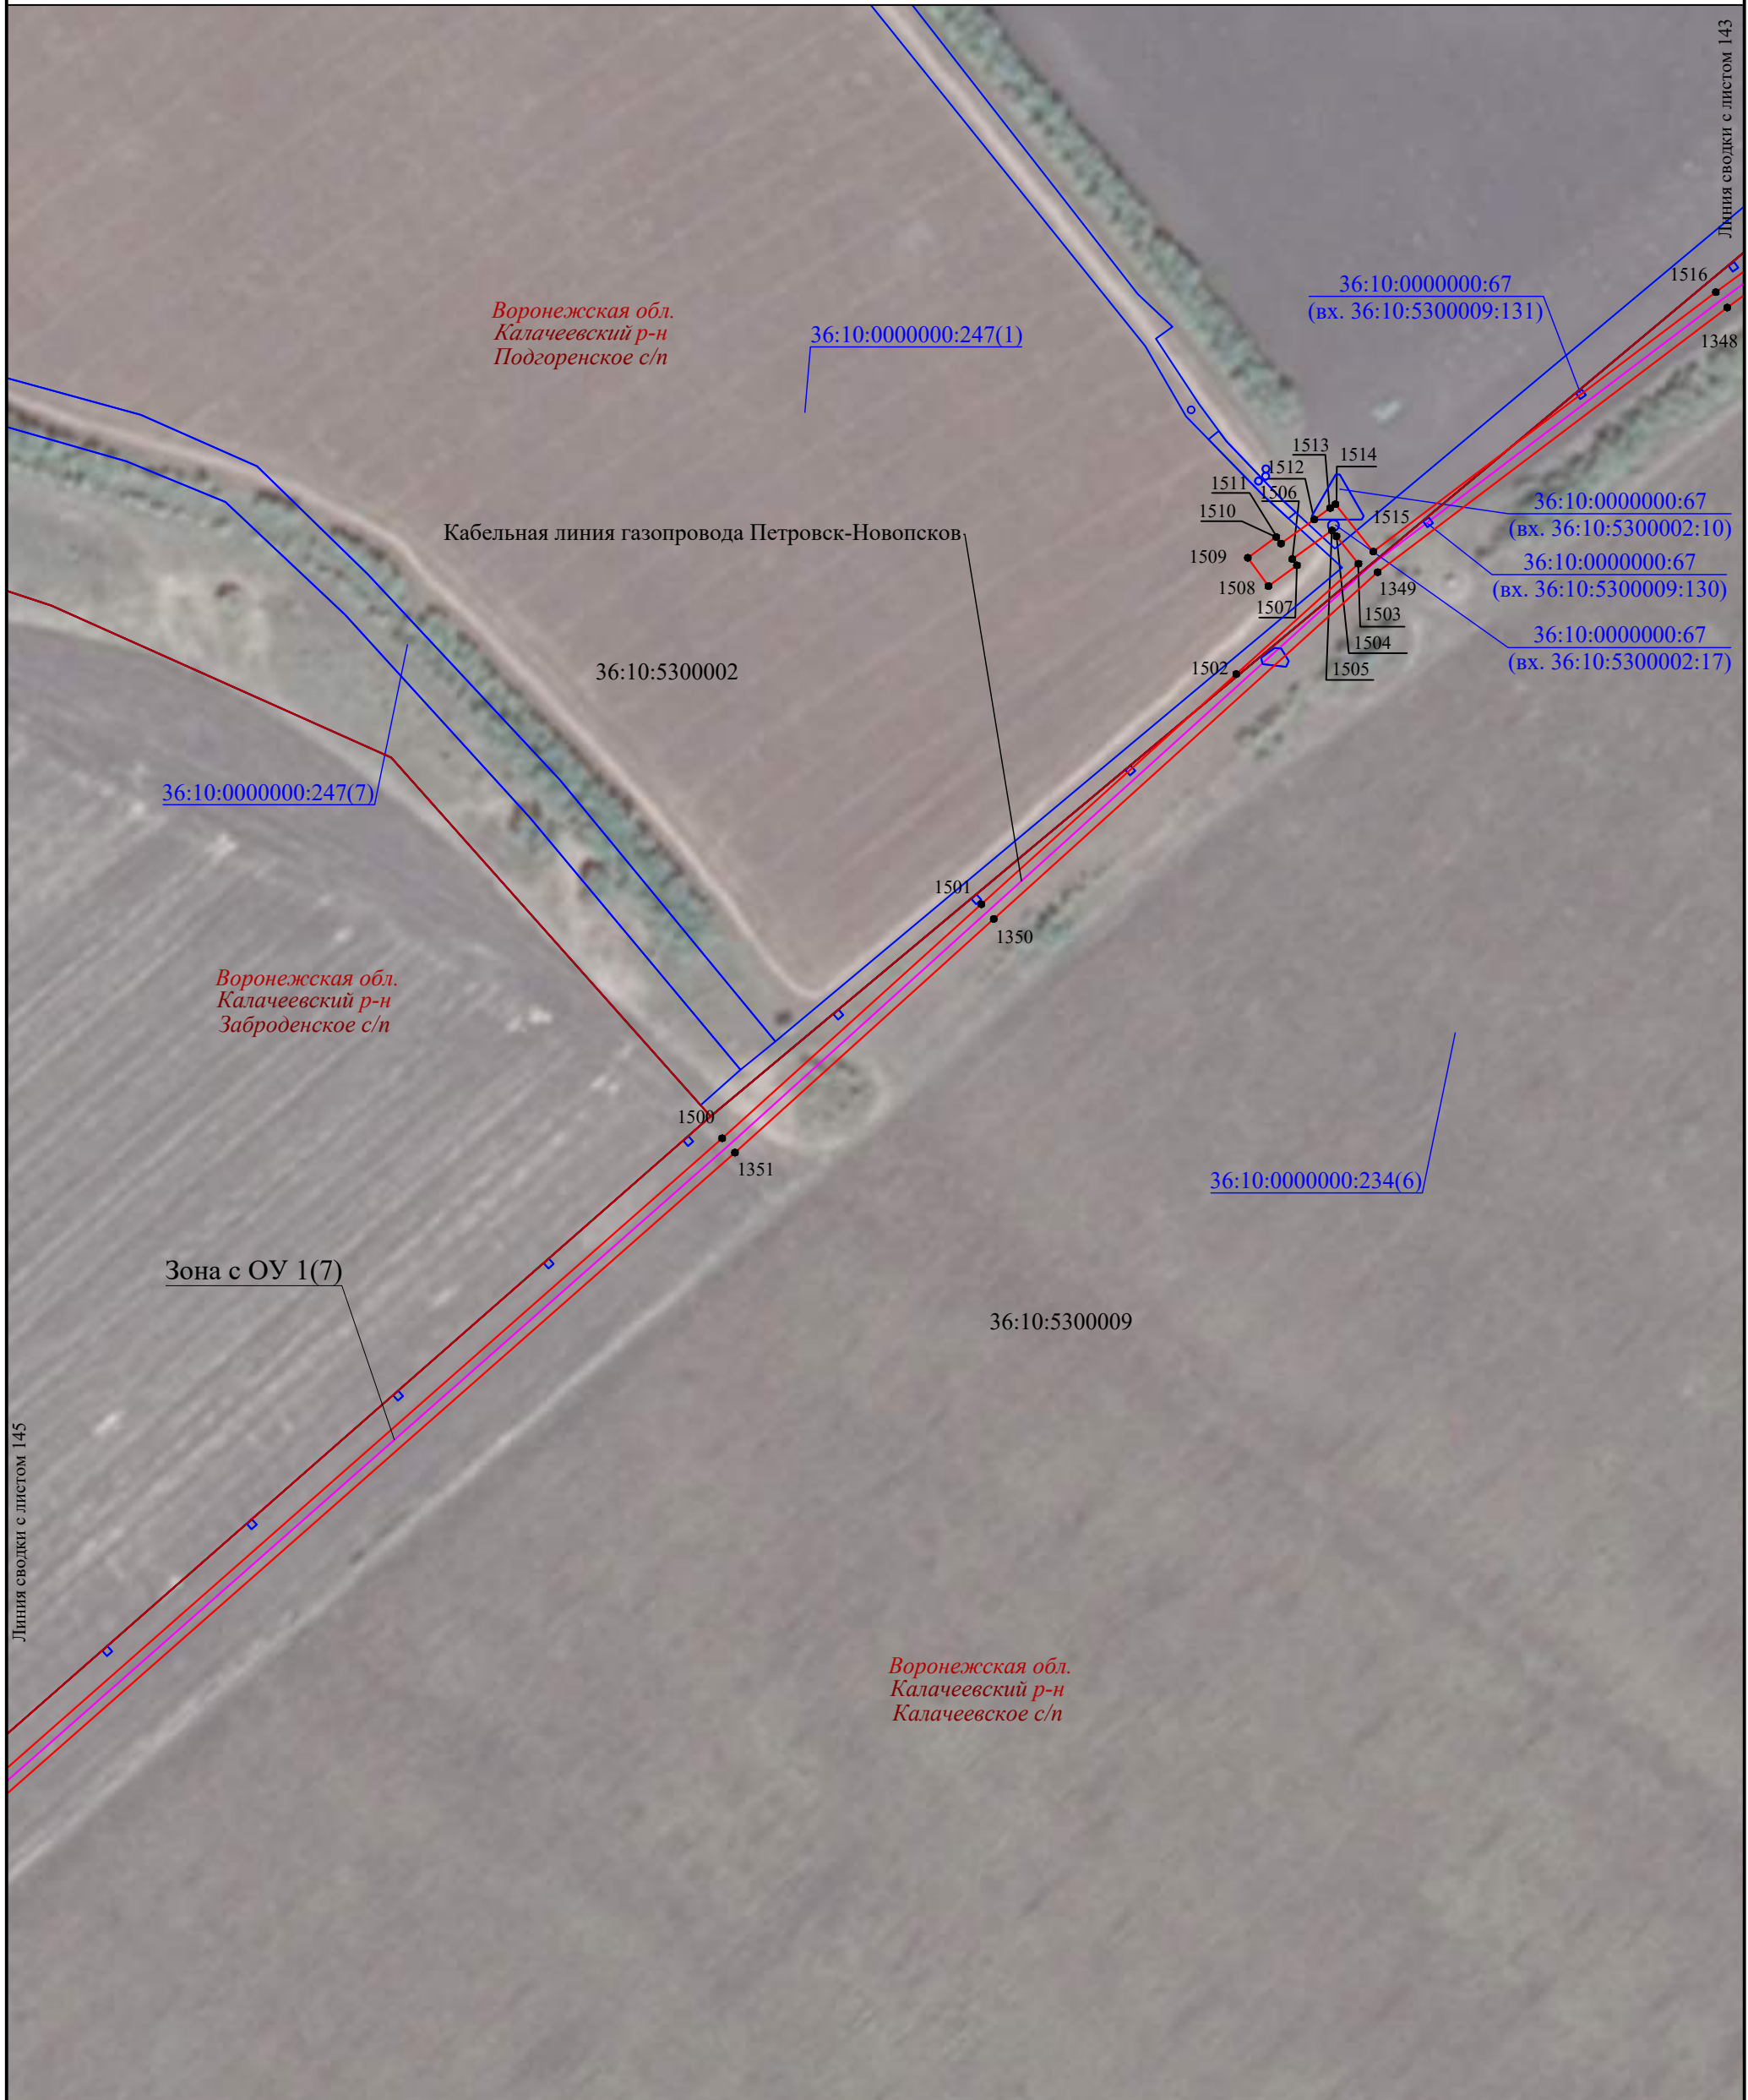 Линия сводки с листом 143
1516
36:10:0000000:67
(вх. 36:10:5300009:131)
Воронежская обл.
Калачеевский р-н
Подгоренское с/п
36:10:0000000:247(1)
1348
1513
1514
1512
1511
1506
1510
1515
36:10:0000000:67
(вх. 36:10:5300002:10)
Кабельная линия газопровода Петровск-Новопсков
1509
36:10:0000000:67
(вх. 36:10:5300009:130)
1508
1349
1507
1503
36:10:0000000:67
(вх. 36:10:5300002:17)
1504
1505
1502
36:10:5300002
36:10:0000000:247(7)
1501
1350
Воронежская обл.
Калачеевский р-н
Заброденское с/п
1500
1351
36:10:0000000:234(6)
Зона с ОУ 1(7)
36:10:5300009
Линия сводки с листом 145
Воронежская обл.
Калачеевский р-н
Калачеевское с/п